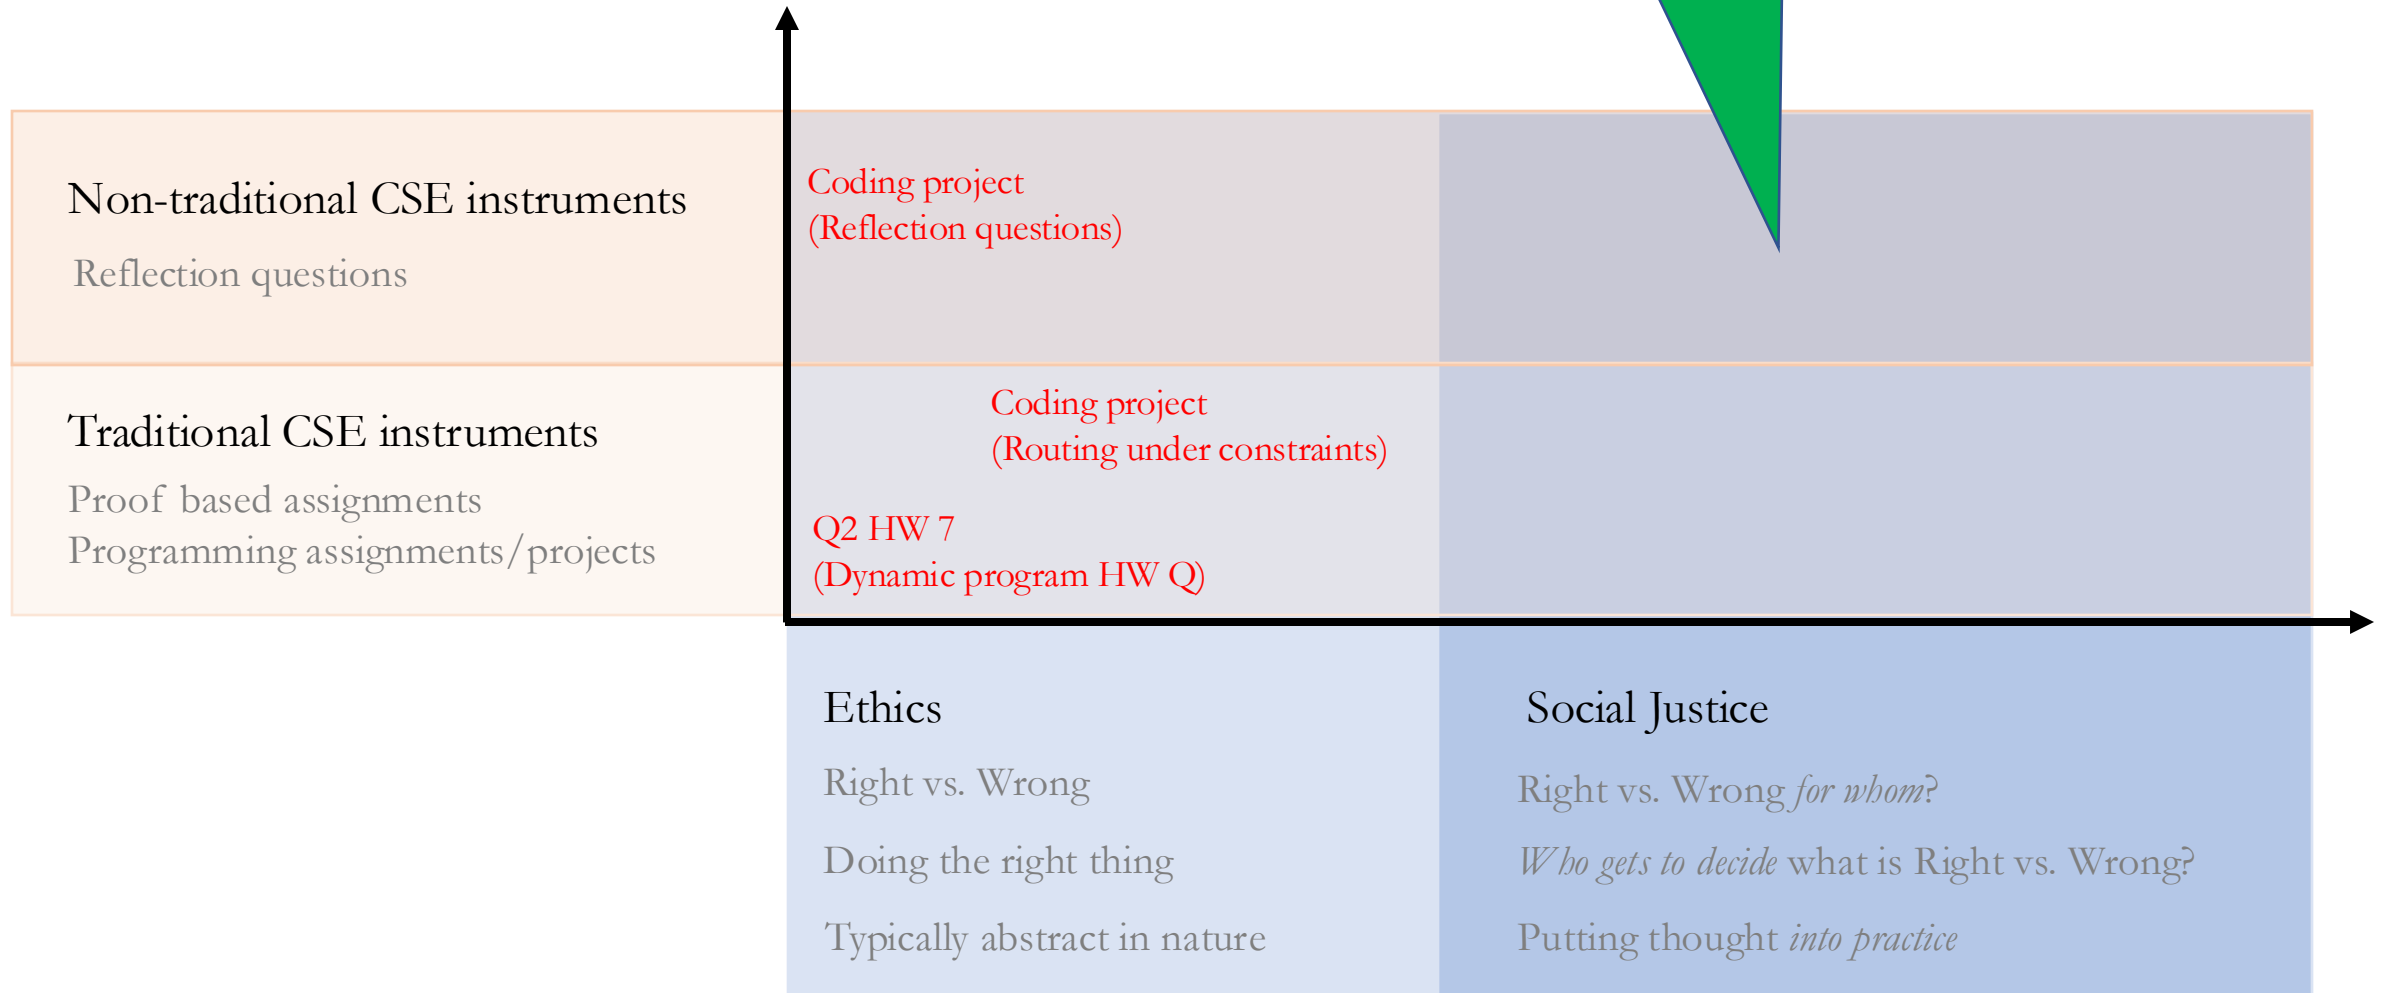 Non-traditional CSE instruments
Reflection questions
Coding project
(Reflection questions)
Traditional CSE instruments
Proof based assignments
Programming assignments/projects
Coding project
(Routing under constraints)
Q2 HW 7
(Dynamic program HW Q)
Ethics
Right vs. Wrong
Doing the right thing
Typically abstract in nature
Social Justice
Right vs. Wrong for whom?
Who gets to decide what is Right vs. Wrong?
Putting thought into practice